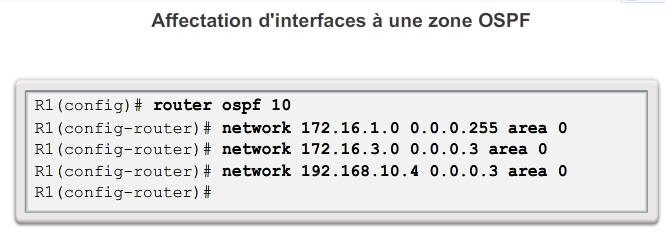 Affectation d'interfaces à une zone OSPF
R1(config)# router ospf 10
R1(config-router)# network 172.16.1.0 0.0.0.255 area 0
R1(config-router)# network 172.16.3.0 0.0.0.3 area 0
R1(config-router)# network 192.168.10.4 0.0.0.3 area 0
R1(config-router)#